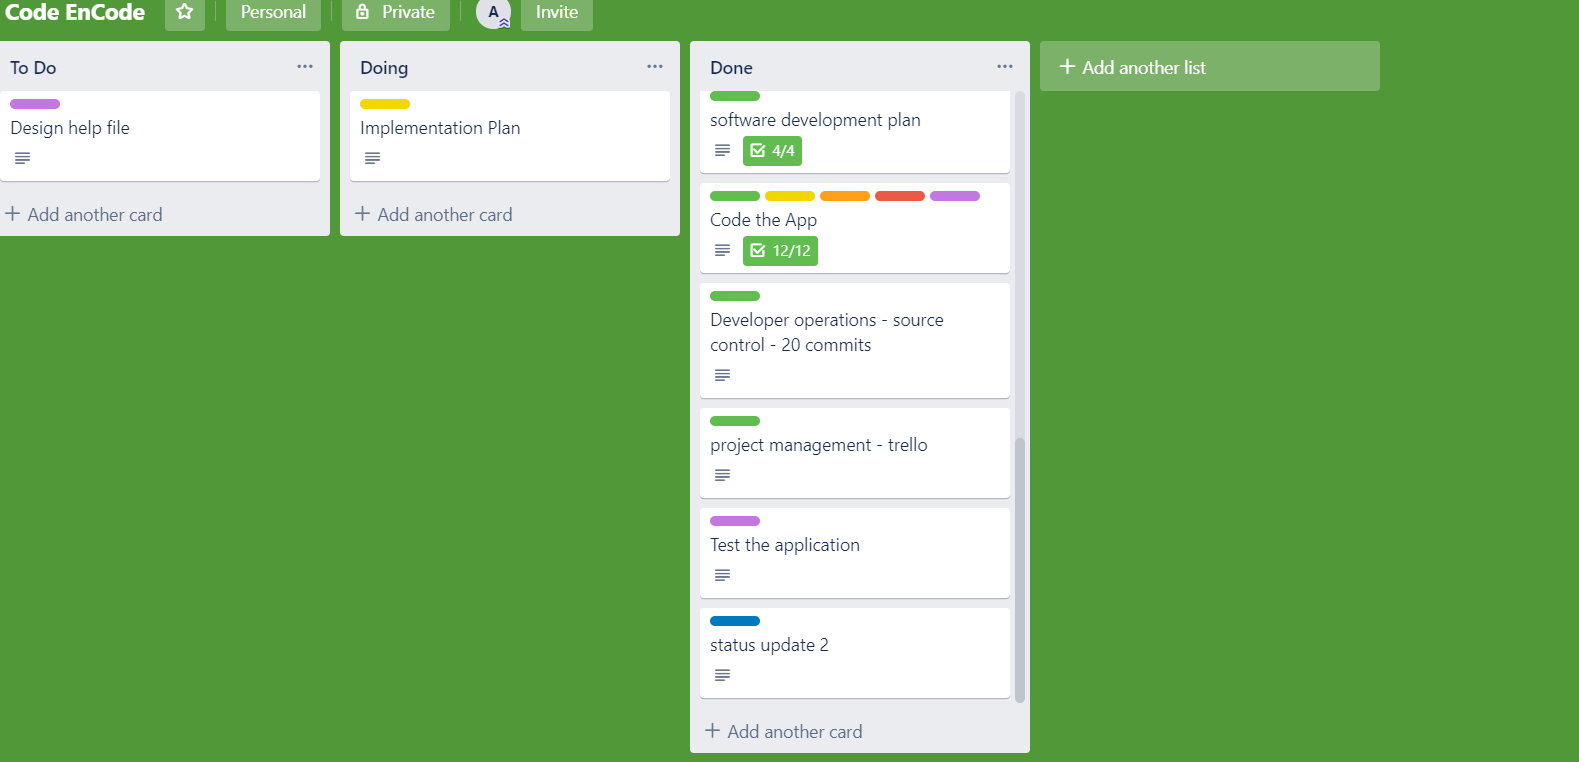 Code EnCode
Personal
Private
A
Invite
To Do
Design help file
+ Add another card
Doing
Implementation Plan
+ Add another card
Done
software development plan
4/4
Code the App
12/12
Developer operations - source
control - 20 commits
project management - trello
Test the application
status update 2
+ Add another card
+ Add another list